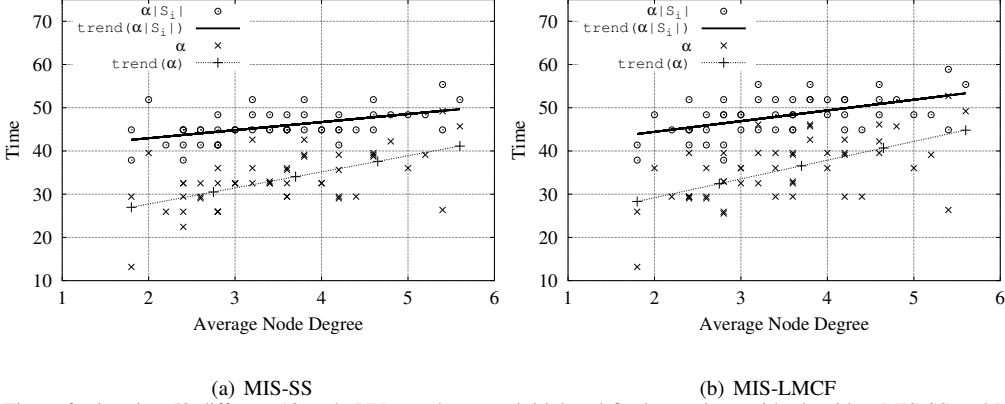 α|S_i|
trend(α|S_i|)
α
trend(α)
70
60
50
40
30
20
10
Time
1 2 3 4 5 6
Average Node Degree
(a) MIS-SS
α|S_i|
trend(α|S_i|)
α
trend(α)
70
60
50
40
30
20
10
Time
1 2 3 4 5 6
Average Node Degree
(b) MIS-LMCF